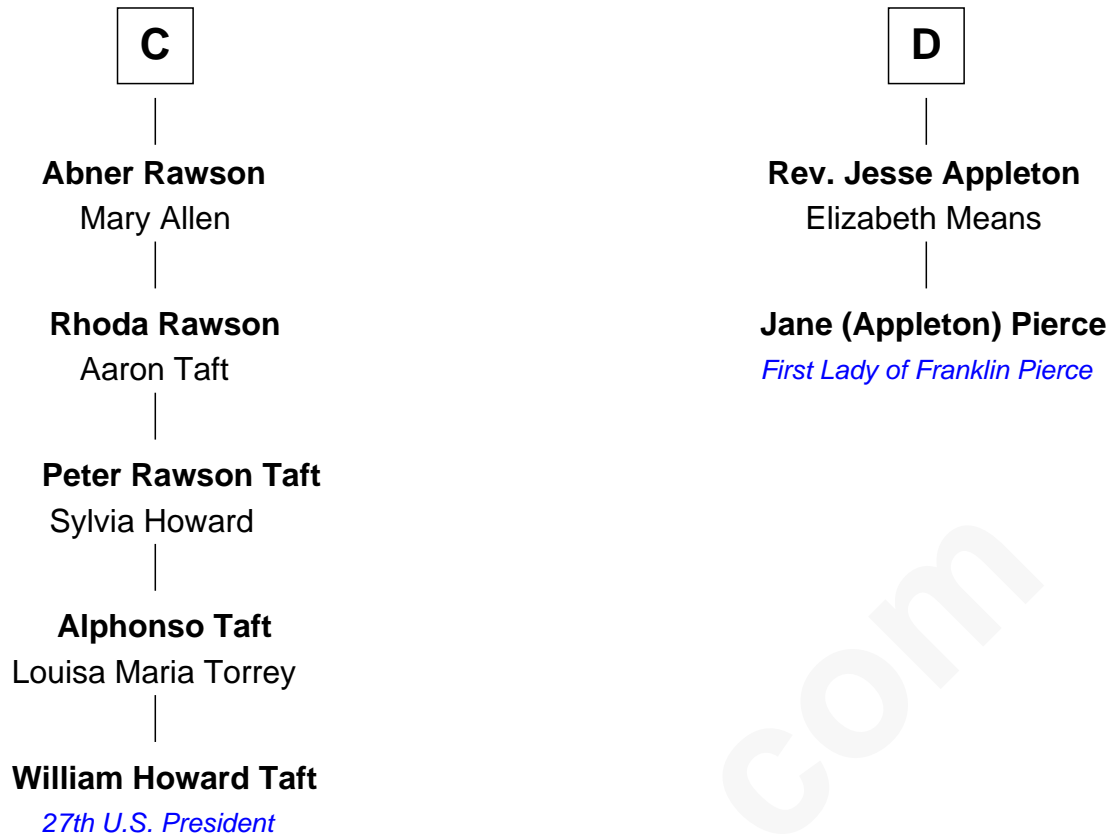 C
Abner Rawson
Mary Allen
Rhoda Rawson
Aaron Taft
Peter Rawson Taft
Sylvia Howard
Alphonso Taft
Louisa Maria Torrey
William Howard Taft
27th U.S. President
D
Rev. Jesse Appleton
Elizabeth Means
Jane (Appleton) Pierce
First Lady of Franklin Pierce
com